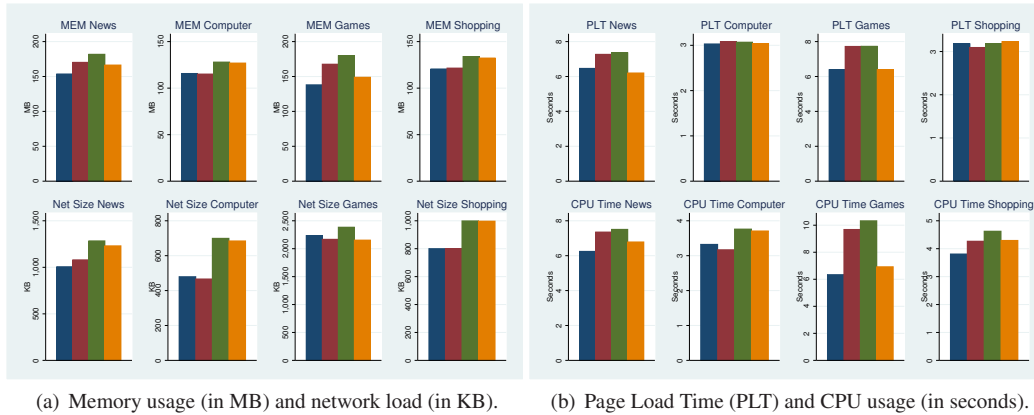 MEM News MEM Computer MEM Games MEM Shopping
MB
0 50 100 150 200
MB
0 50 100 150
MB
0 50 100 150 200
MB
0 50 100 150
Net Size News Net Size Computer Net Size Games Net Size Shopping
KB
0 500 1,000 1,500
KB
0 200 400 600 800
KB
0 500 1,000 1,500 2,000 2,500
KB
0 200 400 600 800 1,000
(a) Memory usage (in MB) and network load (in KB).
PLT News PLT Computer PLT Games PLT Shopping
Seconds
0 2 4 6 8
Seconds
0 1 2 3
Seconds
0 2 4 6 8
Seconds
0 1 2 3
CPU Time News CPU Time Computer CPU Time Games CPU Time Shopping
Seconds
0 2 4 6 8
Seconds
0 1 2 3 4
Seconds
0 2 4 6 8 10
Seconds
0 1 2 3 4 5
(b) Page Load Time (PLT) and CPU usage (in seconds).